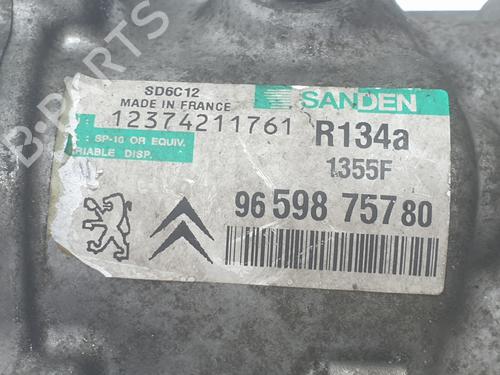 SD6C12
MADE IN FRANCE
SANDEN
12374211761
R134a
: SP-10 OR EQUIV.
RIABLE DISP.
1355F
96 598 757 80
B-PARTS